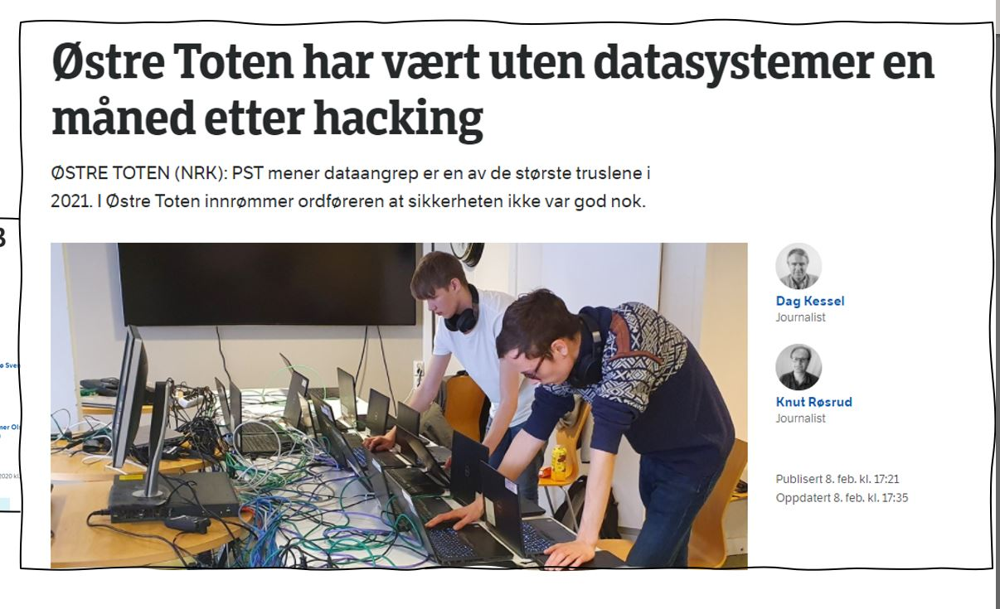 Østre Toten har vært uten datasystemer en
måned etter hacking
ØSTRE TOTEN (NRK): PST mener dataangrep er en av de største truslene i
2021. I Østre Toten innrømmer ordføreren at sikkerheten ikke var god nok.
Dag Kessel
Journalist
Knut Røsrud
Journalist
Publisert 8. feb. kl. 17:21
Oppdatert 8. feb. kl. 17:35